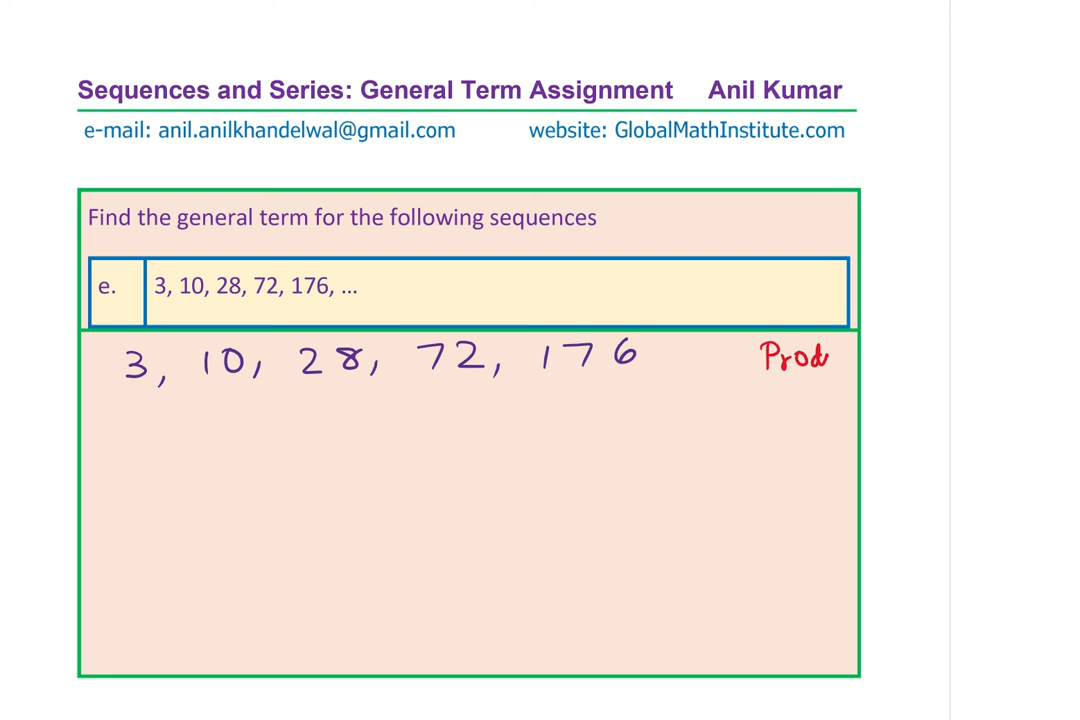 Sequences and Series: General Term Assignment Anil Kumar
e-mail: anil.anilkhandelwal@gmail.com website: GlobalMathInstitute.com
Find the general term for the following sequences
e. 3, 10, 28, 72, 176, ...
3, 10, 28, 72, 176 Prod